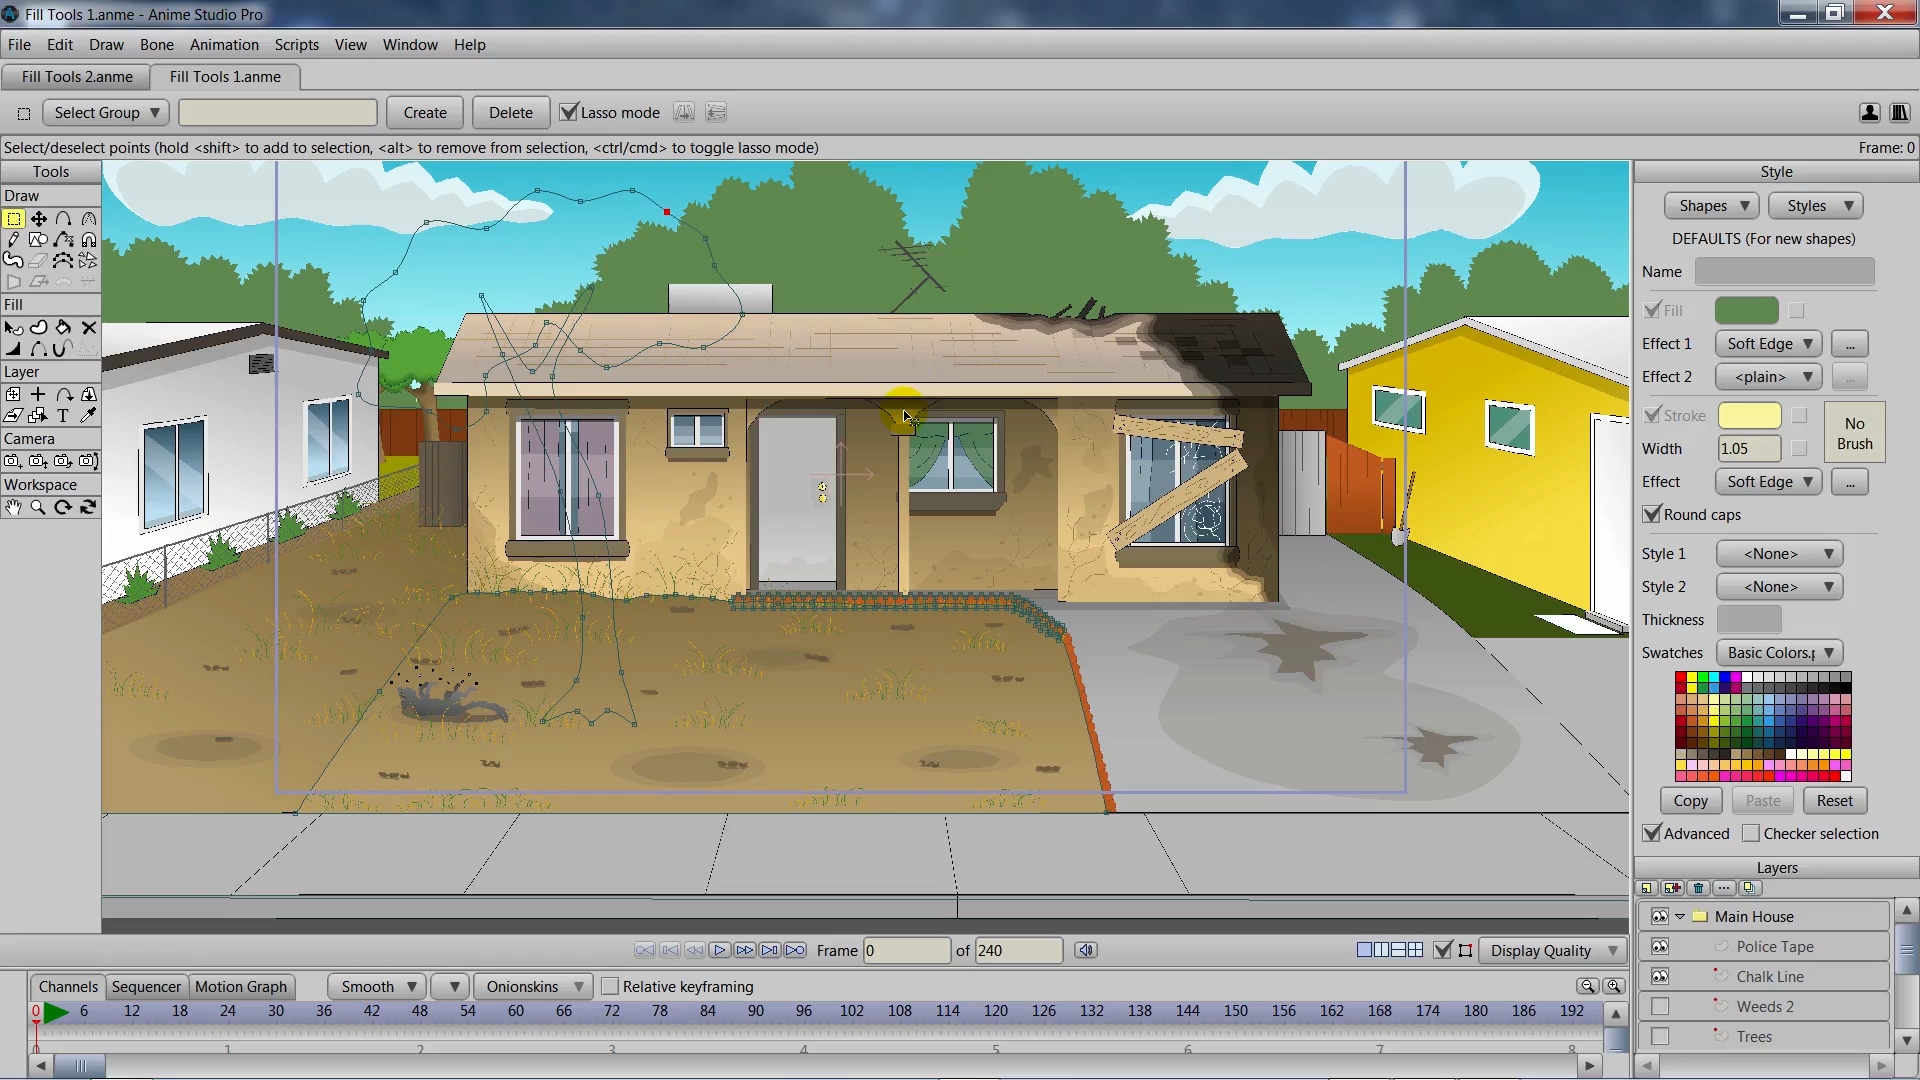 Fill Tools 1.anme - Anime Studio Pro
File Edit Draw Bone Animation Scripts View Window Help
Fill Tools 2.anme Fill Tools 1.anme
Select Group Create Delete Lasso mode
Select/deselect points (hold <shift> to add to selection, <alt> to remove from selection, <ctrl/cmd> to toggle lasso mode) Frame: 0
Tools
Draw
Fill
Layer
T
Camera
Workspace
Style
Shapes Styles
DEFAULTS (For new shapes)
Name
Fill
Effect 1 Soft Edge ...
Effect 2 <plain> ...
Stroke No Brush
Width 1.05
Effect Soft Edge ...
Round caps
Style 1 <None>
Style 2 <None>
Thickness
Swatches Basic Colors.p
Copy Paste Reset
Advanced Checker selection
Layers
Main House
Police Tape
Chalk Line
Weeds 2
Trees
Frame 0 of 240 Display Quality
Channels Sequencer Motion Graph Smooth Onionskins Relative keyframing
0 6 12 18 24 30 36 42 48 54 60 66 72 78 84 90 96 102 108 114 120 126 132 138 144 150 156 162 168 174 180 186 192
0 1 2 3 4 5 6 7 8